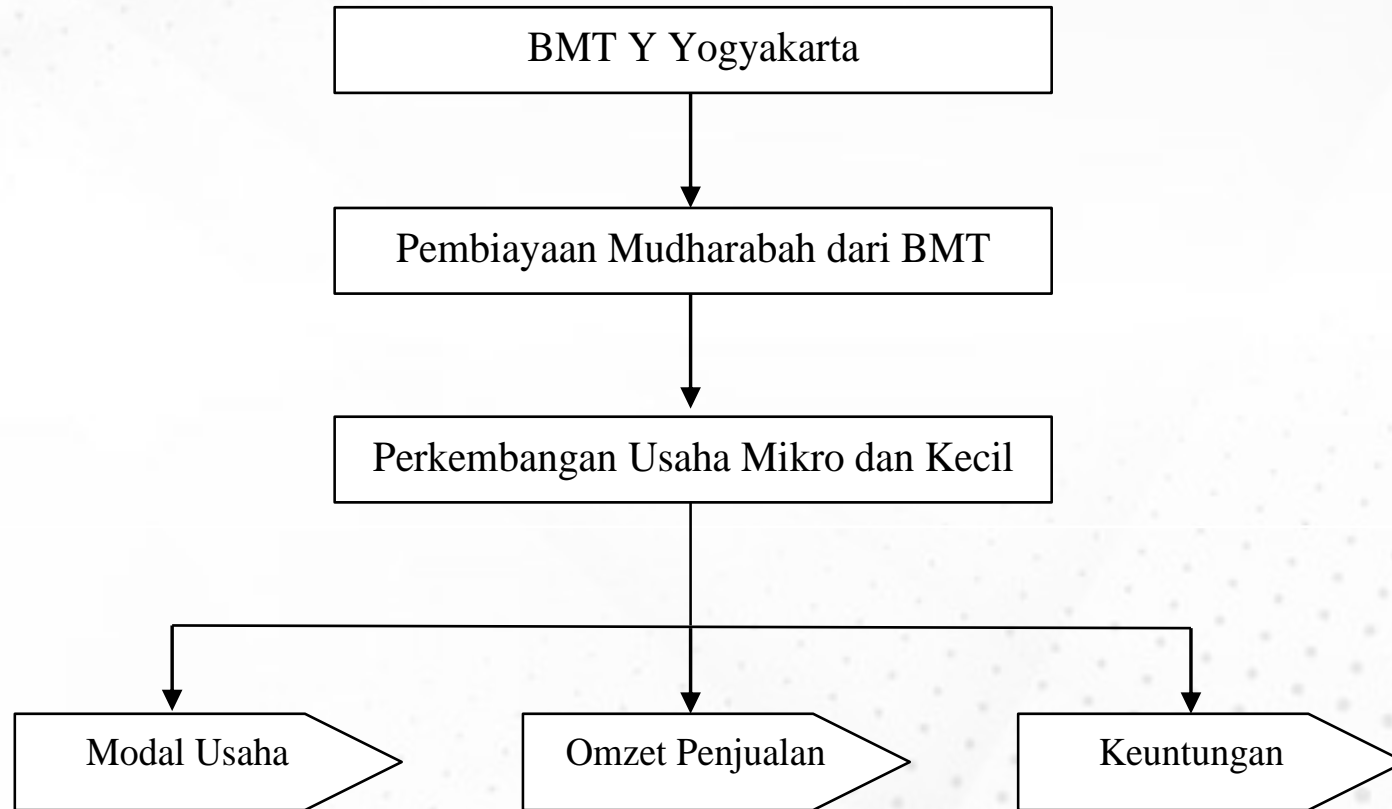 BMT Y Yogyakarta
Pembiayaan Mudharabah dari BMT
Perkembangan Usaha Mikro dan Kecil
Modal Usaha
Omzet Penjualan
Keuntungan